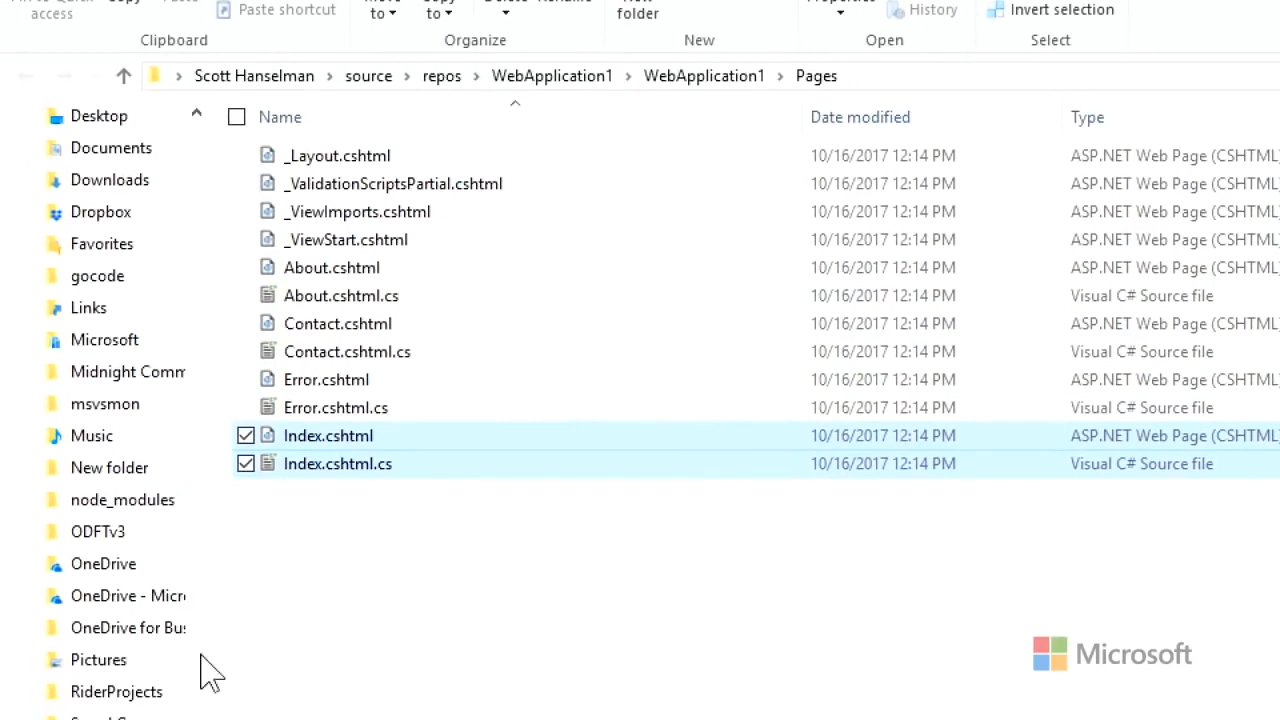 access
Paste shortcut
to
to
folder
History
Invert selection
Clipboard
Organize
New
Open
Select
Scott Hanselman > source > repos > WebApplication1 > WebApplication1 > Pages
Name Date modified Type
_Layout.cshtml 10/16/2017 12:14 PM ASP.NET Web Page (CSHTML)
_ValidationScriptsPartial.cshtml 10/16/2017 12:14 PM ASP.NET Web Page (CSHTML)
_ViewImports.cshtml 10/16/2017 12:14 PM ASP.NET Web Page (CSHTML)
_ViewStart.cshtml 10/16/2017 12:14 PM ASP.NET Web Page (CSHTML)
About.cshtml 10/16/2017 12:14 PM ASP.NET Web Page (CSHTML)
About.cshtml.cs 10/16/2017 12:14 PM Visual C# Source file
Contact.cshtml 10/16/2017 12:14 PM ASP.NET Web Page (CSHTML)
Contact.cshtml.cs 10/16/2017 12:14 PM Visual C# Source file
Error.cshtml 10/16/2017 12:14 PM ASP.NET Web Page (CSHTML)
Error.cshtml.cs 10/16/2017 12:14 PM Visual C# Source file
Index.cshtml 10/16/2017 12:14 PM ASP.NET Web Page (CSHTML)
Index.cshtml.cs 10/16/2017 12:14 PM Visual C# Source file
Desktop
Documents
Downloads
Dropbox
Favorites
gocode
Links
Microsoft
Midnight Comm
msvsmon
Music
New folder
node_modules
ODFTv3
OneDrive
OneDrive - Micr
OneDrive for Bus
Pictures
RiderProjects
Microsoft